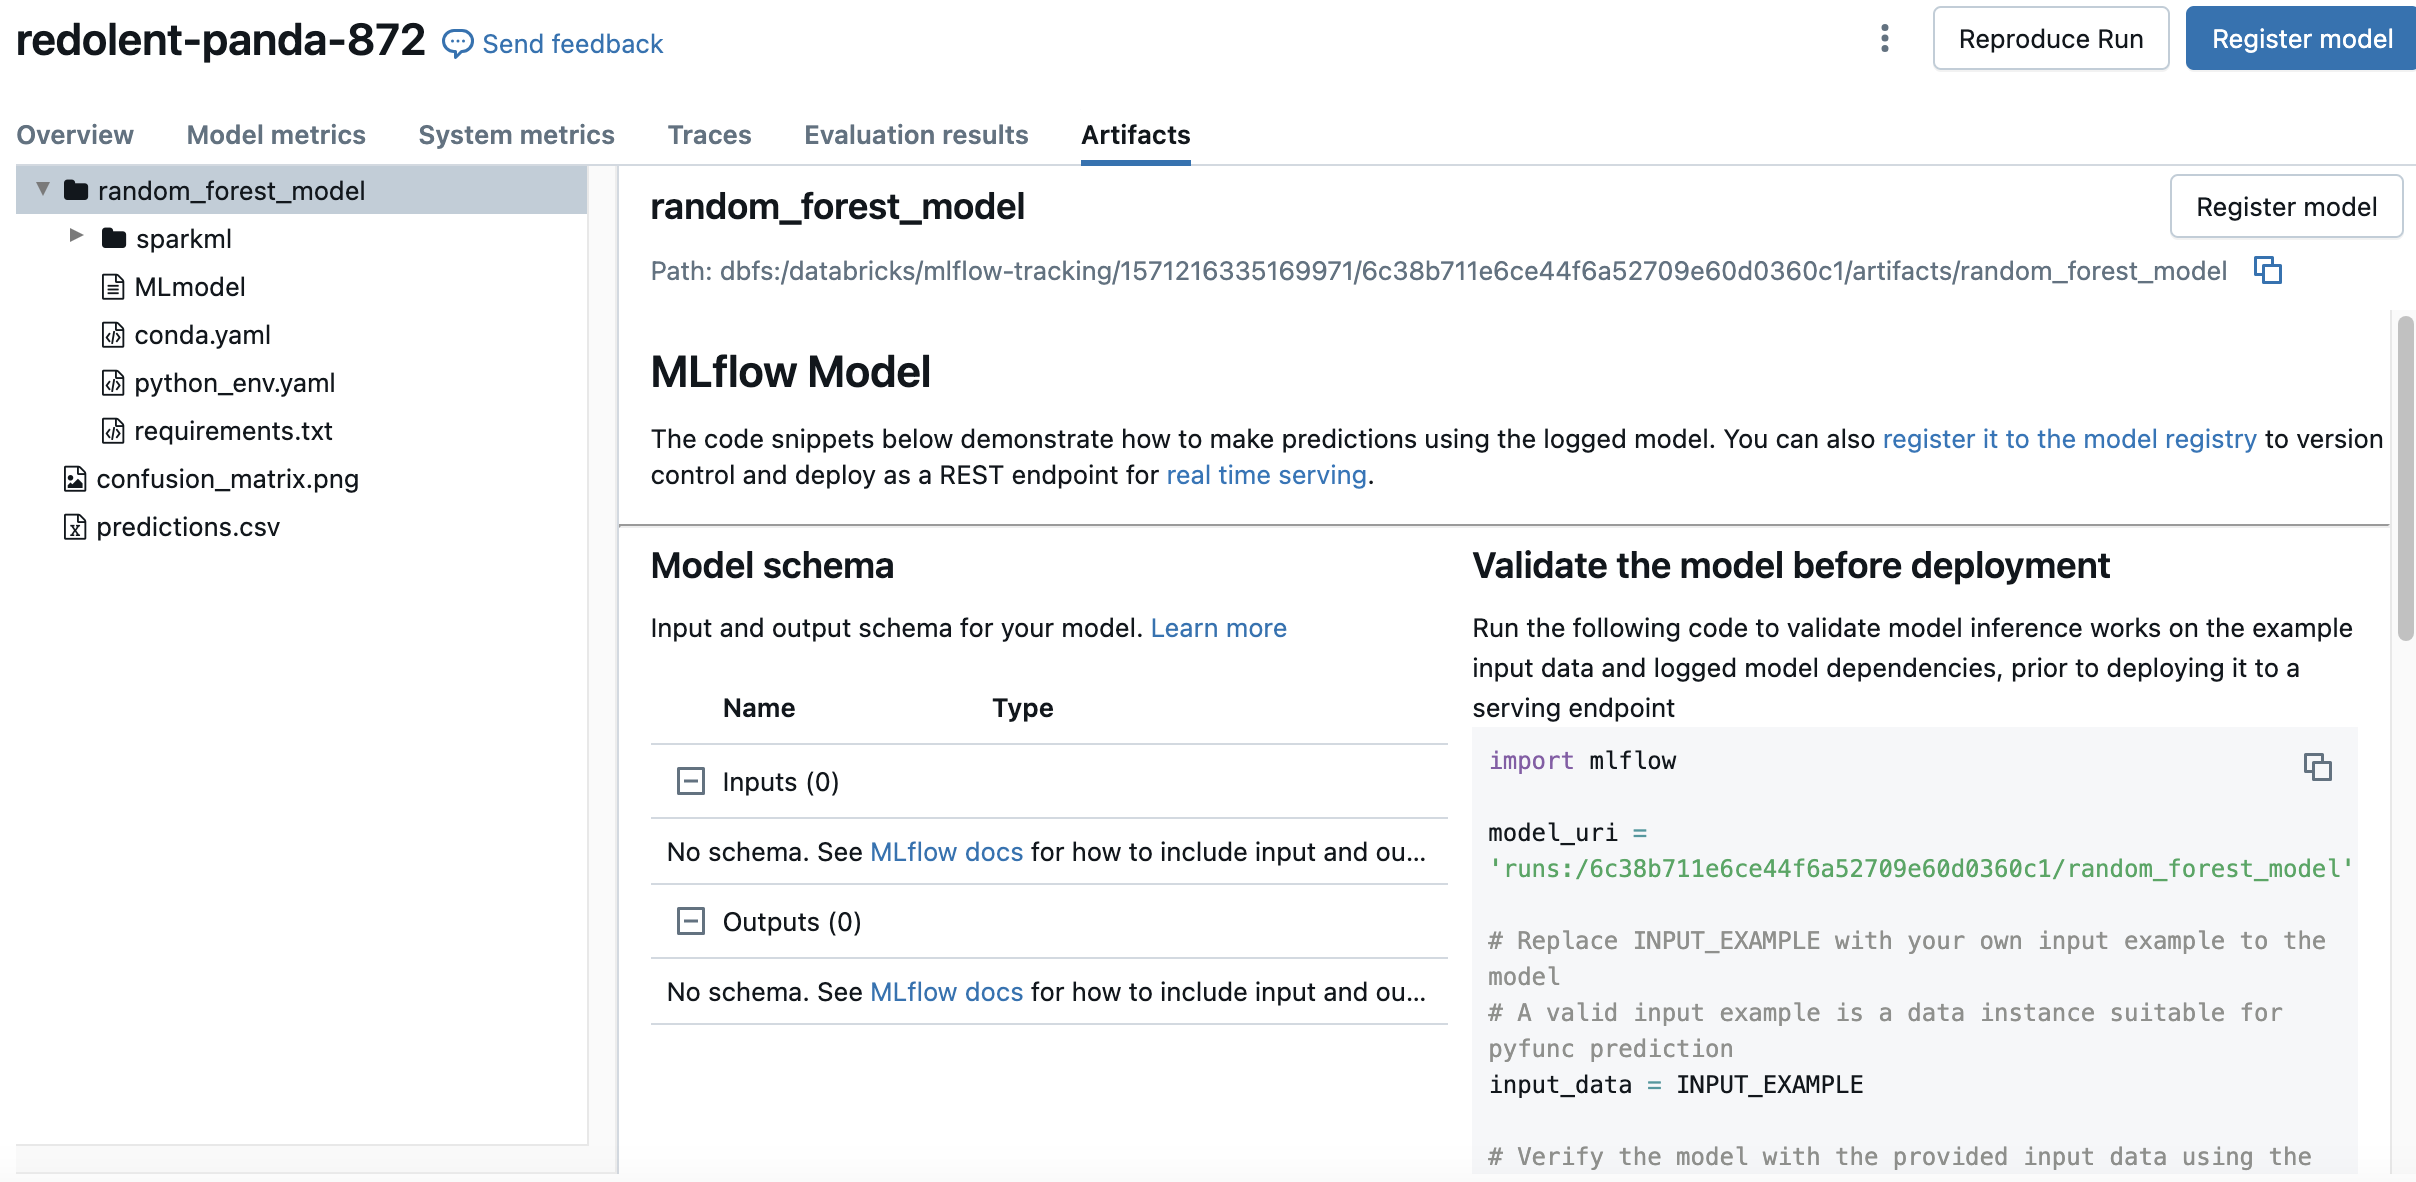 redolent-panda-872
Send feedback
Reproduce Run
Register model
Overview
Model metrics
System metrics
Traces
Evaluation results
Artifacts
random_forest_model
sparkml
MLmodel
conda.yaml
python_env.yaml
requirements.txt
confusion_matrix.png
predictions.csv
random_forest_model
Register model
Path: dbfs:/databricks/mlflow-tracking/1571216335169971/6c38b711e6ce44f6a52709e60d0360c1/artifacts/random_forest_model
MLflow Model
The code snippets below demonstrate how to make predictions using the logged model. You can also register it to the model registry to version
control and deploy as a REST endpoint for real time serving.
Model schema
Input and output schema for your model. Learn more
Name Type
Inputs (0)
No schema. See MLflow docs for how to include input and ou...
Outputs (0)
No schema. See MLflow docs for how to include input and ou...
Validate the model before deployment
Run the following code to validate model inference works on the example
input data and logged model dependencies, prior to deploying it to a
serving endpoint
import mlflow
model_uri =
'runs:/6c38b711e6ce44f6a52709e60d0360c1/random_forest_model'
# Replace INPUT_EXAMPLE with your own input example to the
model
# A valid input example is a data instance suitable for
pyfunc prediction
input_data = INPUT_EXAMPLE
# Verify the model with the provided input data using the